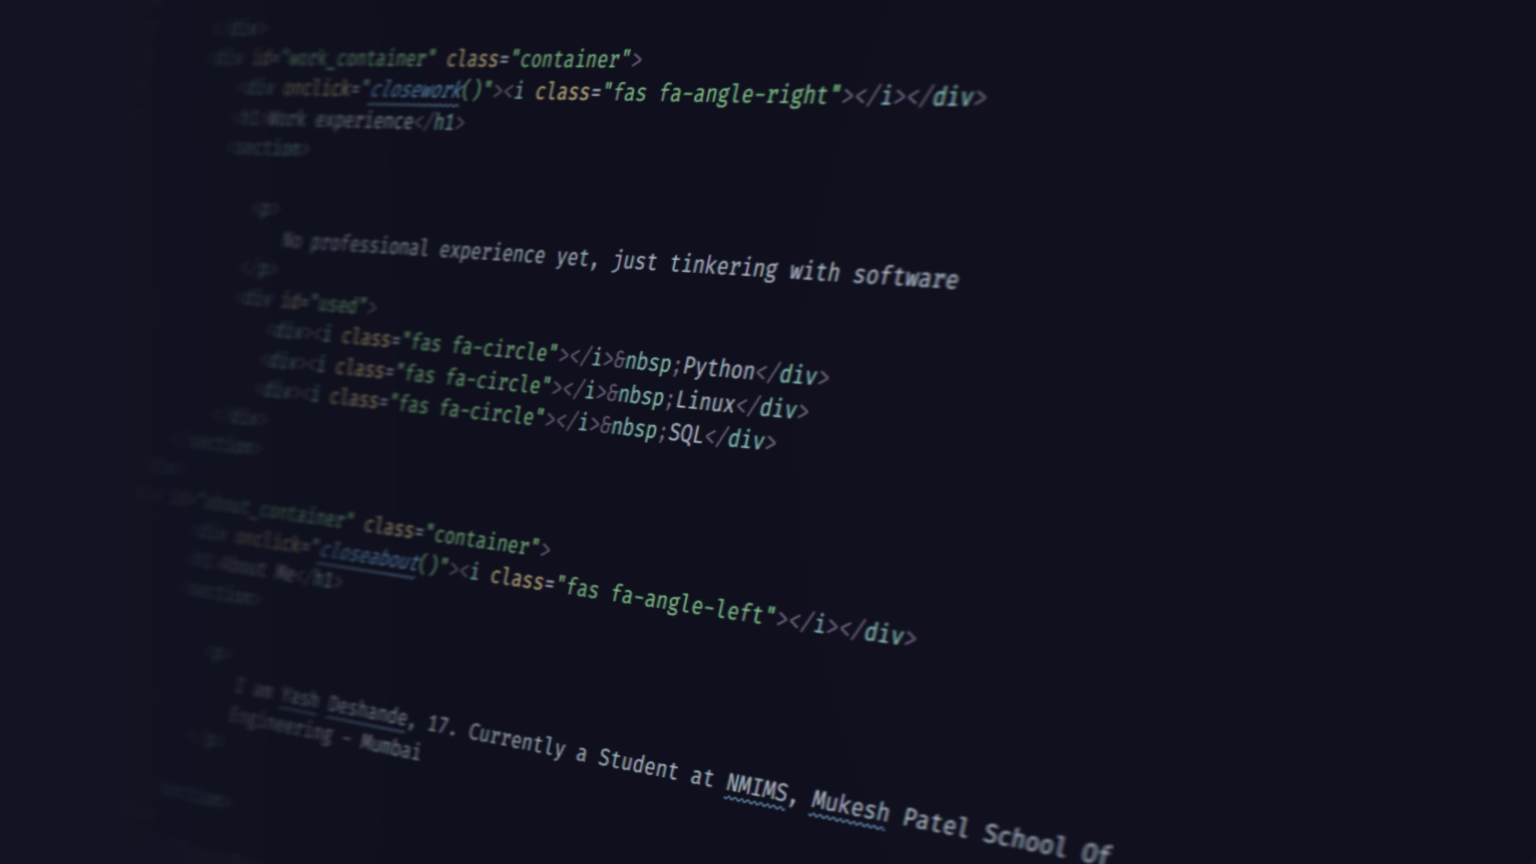 </div>
<div id="work_container" class="container">
<div onclick="closework()"><i class="fas fa-angle-right"></i></div>
<h1>Work experience</h1>
<section>
<p>
No professional experience yet, just tinkering with software
</p>
<div id="used">
<div><i class="fas fa-circle"></i>&nbsp;Python</div>
<div><i class="fas fa-circle"></i>&nbsp;Linux</div>
<div><i class="fas fa-circle"></i>&nbsp;SQL</div>
</div>
</section>
</div>
<div id="about_container" class="container">
<div onclick="closeabout()"><i class="fas fa-angle-left"></i></div>
<h1>About Me</h1>
<section>
<p>
I am Yash Deshande, 17. Currently a Student at NMIMS, Mukesh Patel School Of
Engineering - Mumbai
</p>